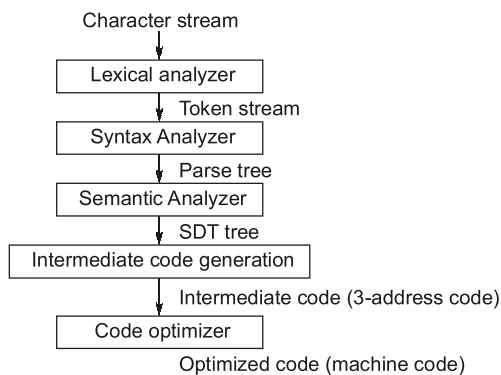 Character stream
Lexical analyzer
Token stream
Syntax Analyzer
Parse tree
Semantic Analyzer
SDT tree
Intermediate code generation
Intermediate code (3-address code)
Code optimizer
Optimized code (machine code)